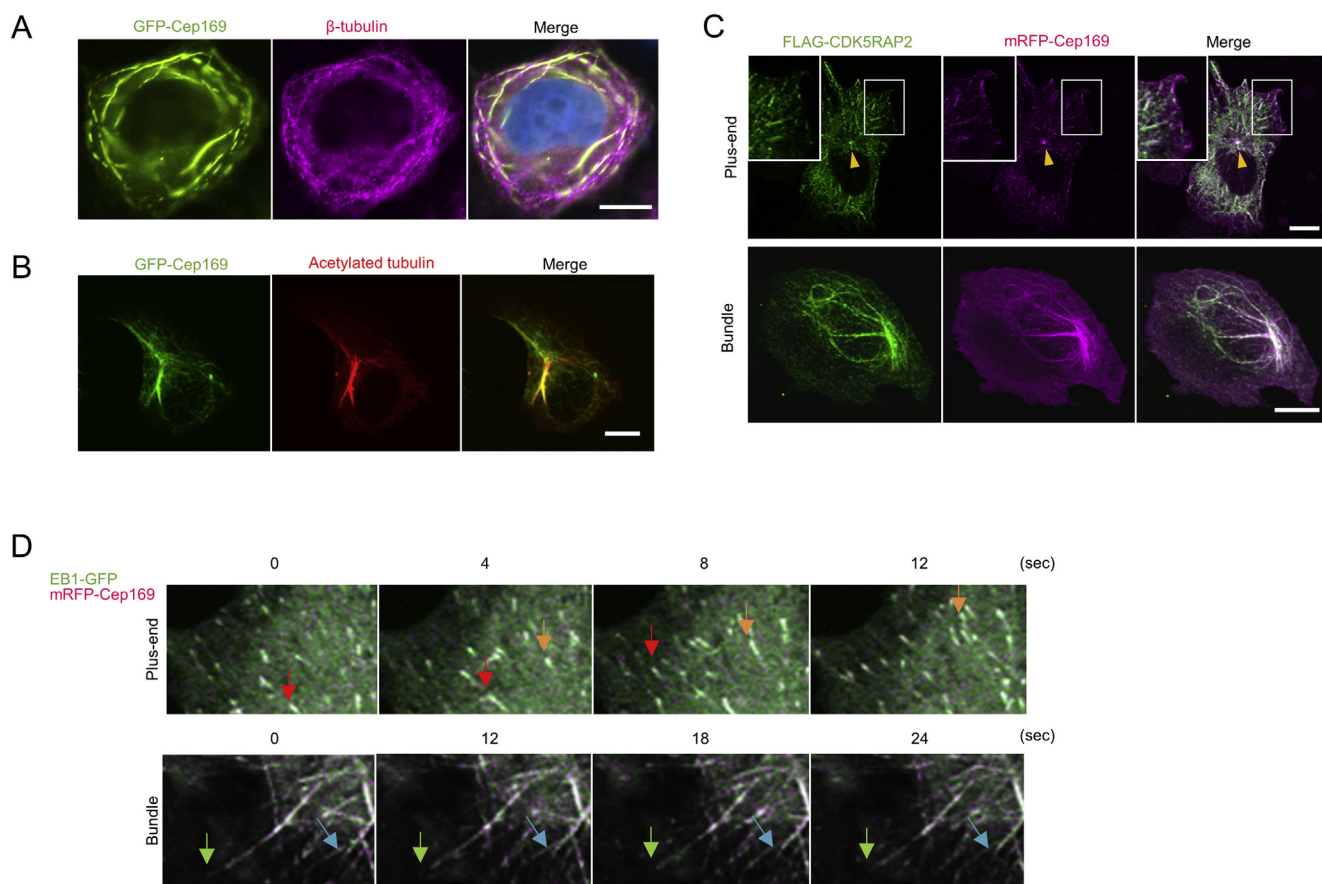 A
GFP-Cep169 β-tubulin Merge
B
GFP-Cep169 Acetylated tubulin Merge
C
FLAG-CDK5RAP2 mRFP-Cep169 Merge
Plus-end
Bundle
D
EB1-GFP
mRFP-Cep169
0 4 8 12 (sec)
Plus-end
0 12 18 24 (sec)
Bundle